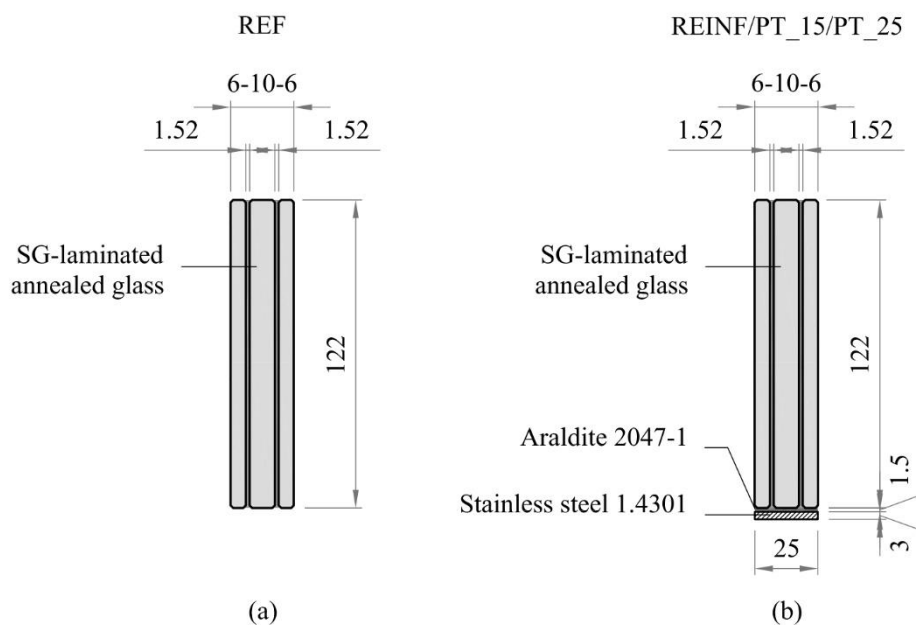 REF
6-10-6
1.52
1.52
SG-laminated
annealed glass
122
(a)
REINF/PT_15/PT_25
6-10-6
1.52
1.52
SG-laminated
annealed glass
122
Araldite 2047-1
1.5
Stainless steel 1.4301
3
25
(b)